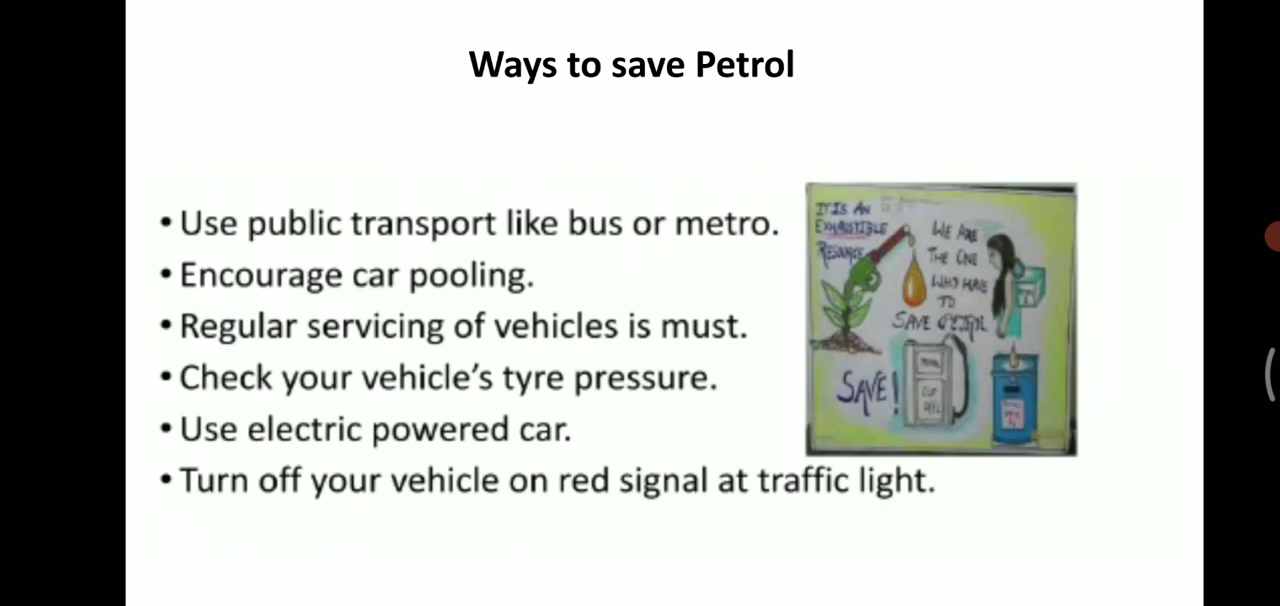 Ways to save Petrol
• Use public transport like bus or metro.
• Encourage car pooling.
• Regular servicing of vehicles is must.
• Check your vehicle's tyre pressure.
• Use electric powered car.
• Turn off your vehicle on red signal at traffic light.
IT IS AN
EXHAUSTIBLE
RESOURCE
WE ARE
THE ONE
WHO HAVE
TO
SAVE PETROL
SAVE!